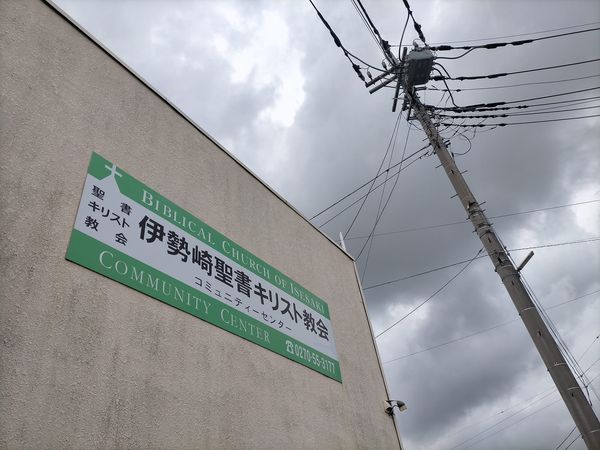 BIBLICAL CHURCH OF ISESAKI
聖書
キリスト
教会
伊勢崎聖書キリスト教会
コミュニティーセンター
COMMUNITY CENTER
☎0270-55-3177